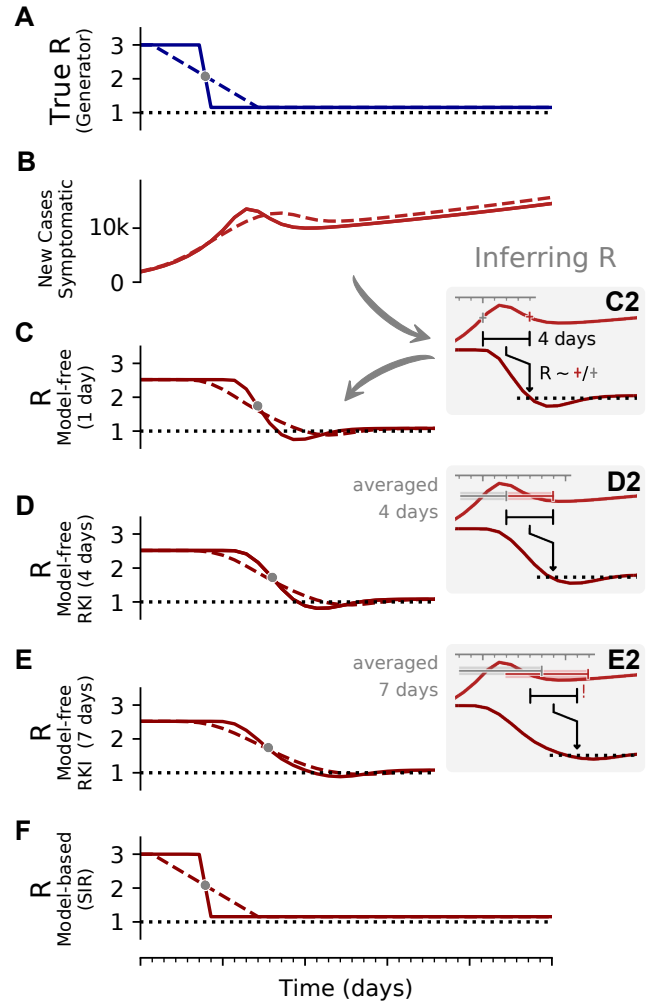 A
True R
(Generator)
3
2
1
B
New Cases
Symptomatic
10k
0
Inferring R
C2
4 days
R ~ +/+
C
R
Model-free
(1 day)
3
2
1
D2
averaged
4 days
D
R
Model-free
RKI (4 days)
3
2
1
E2
averaged
7 days
!
E
R
Model-free
RKI (7 days)
3
2
1
F
R
Model-based
(SIR)
3
2
1
Time (days)